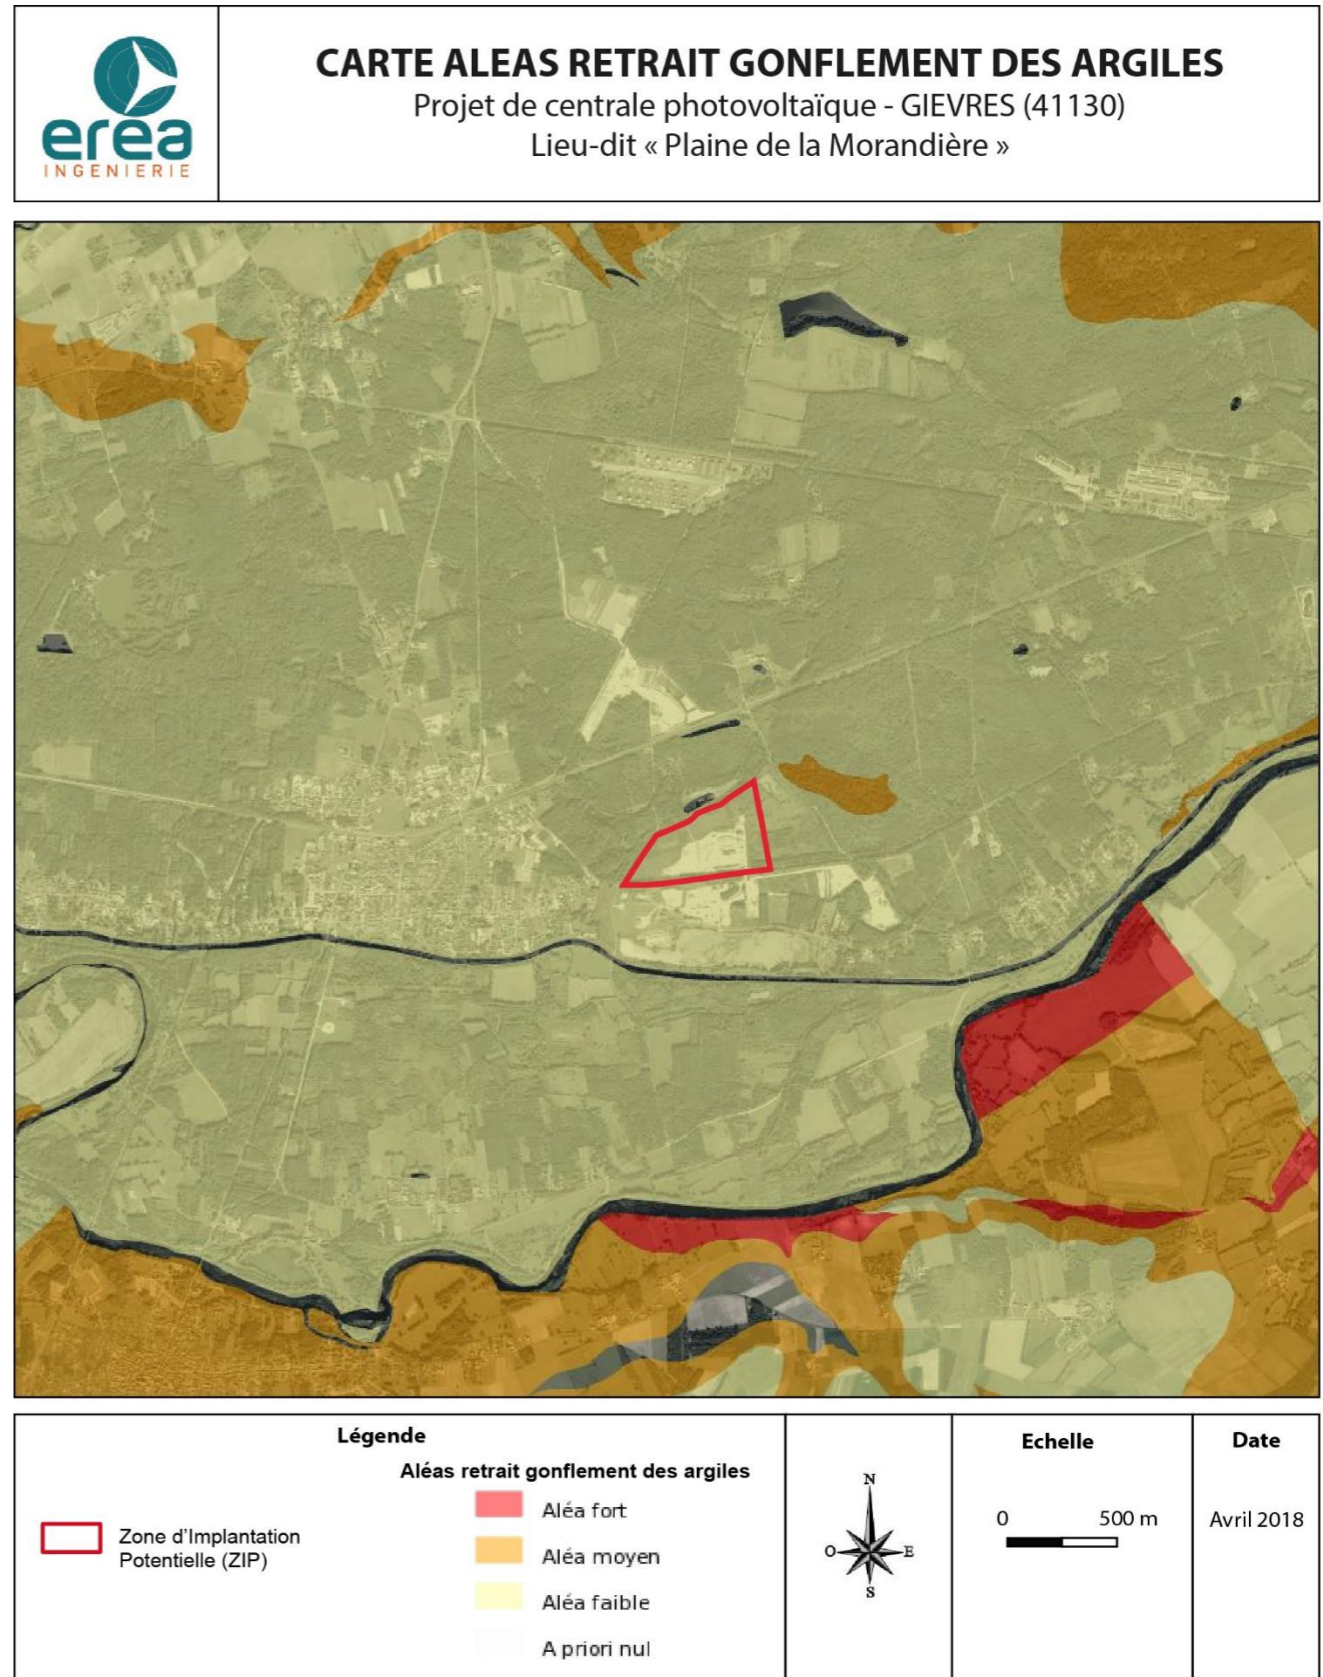 erea
INGENIERIE
CARTE ALEAS RETRAIT GONFLEMENT DES ARGILES
Projet de centrale photovoltaïque - GIEVRES (41130)
Lieu-dit « Plaine de la Morandière »
Légende
Aléas retrait gonflement des argiles
Zone d'Implantation
Potentielle (ZIP)
Aléa fort
Aléa moyen
Aléa faible
A priori nul
N
O
E
S
Echelle
0 500 m
Date
Avril 2018